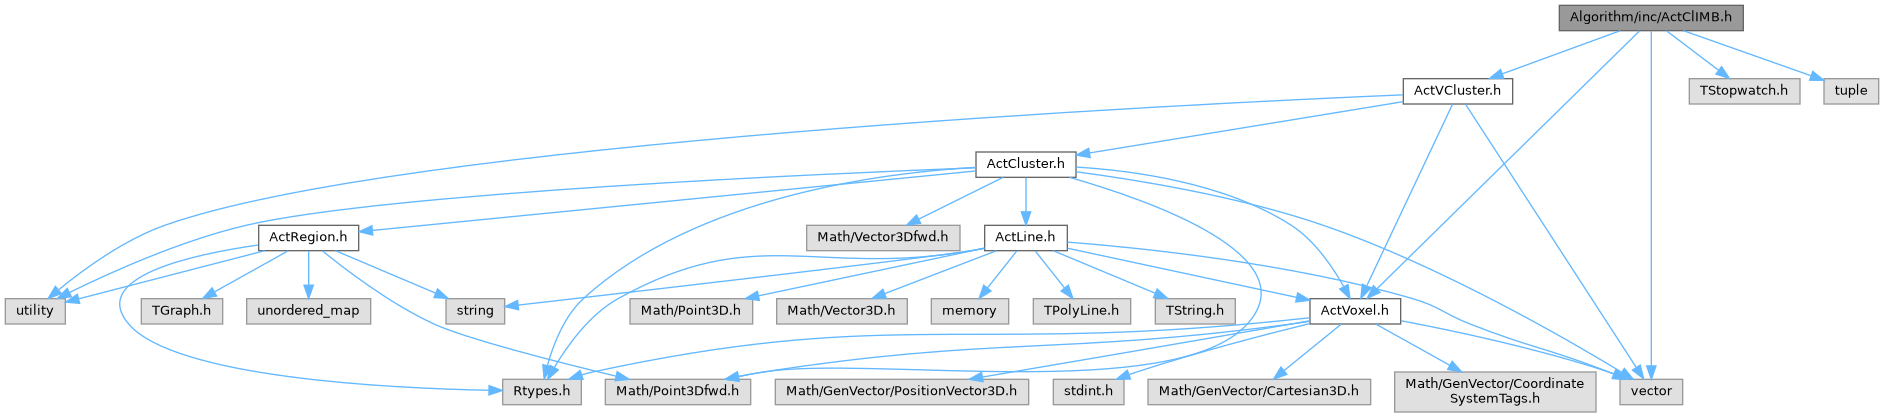 Algorithm/inc/ActClIMB.h
ActVCluster.h
TStopwatch.h
tuple
ActCluster.h
ActRegion.h
Math/Vector3Dfwd.h
ActLine.h
utility
TGraph.h
unordered_map
string
Math/Point3D.h
Math/Vector3D.h
memory
TPolyLine.h
TString.h
ActVoxel.h
Rtypes.h
Math/Point3Dfwd.h
Math/GenVector/PositionVector3D.h
stdint.h
Math/GenVector/Cartesian3D.h
Math/GenVector/Coordinate
SystemTags.h
vector